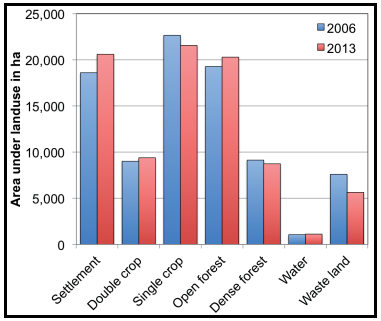 25,000
20,000
15,000
10,000
5,000
0
Area under landuse in ha
2006
2013
Settlement
Double crop
Single crop
Open forest
Dense forest
Water
Waste land